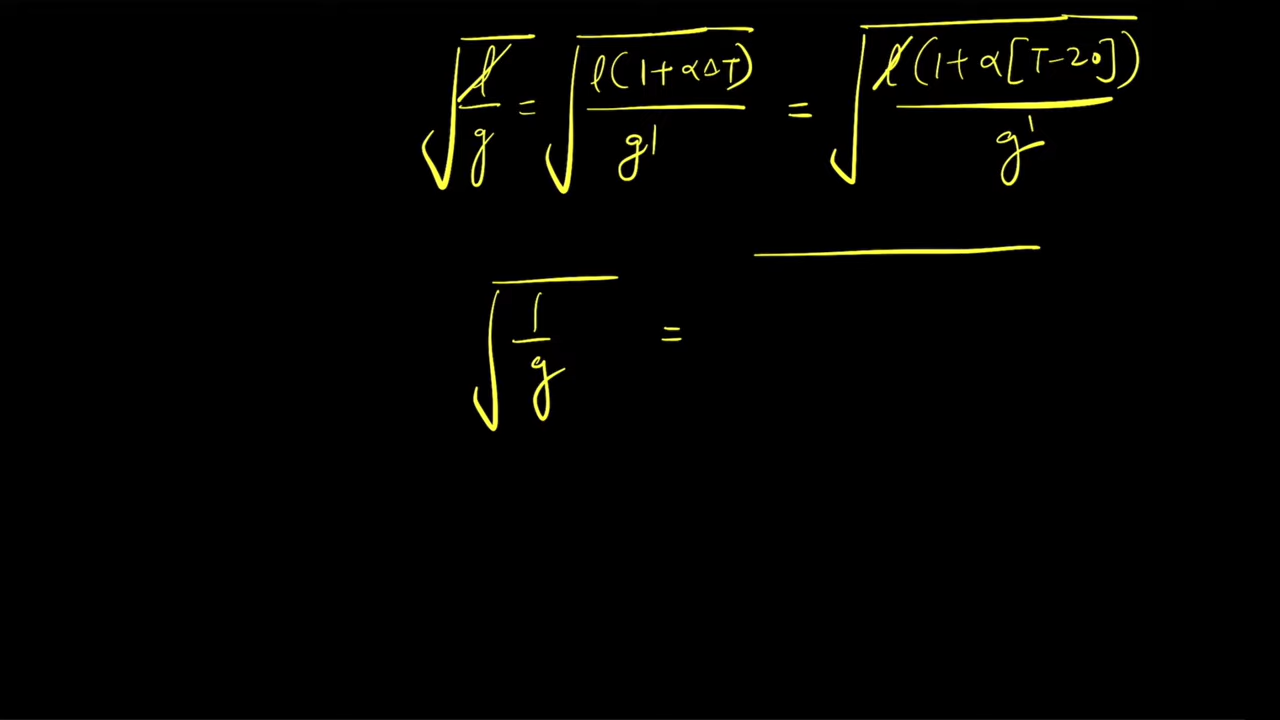 √(l/g) = √(l(1+αΔT)/g') = √(l(1+α[T-20])/g')
√(1/g) =